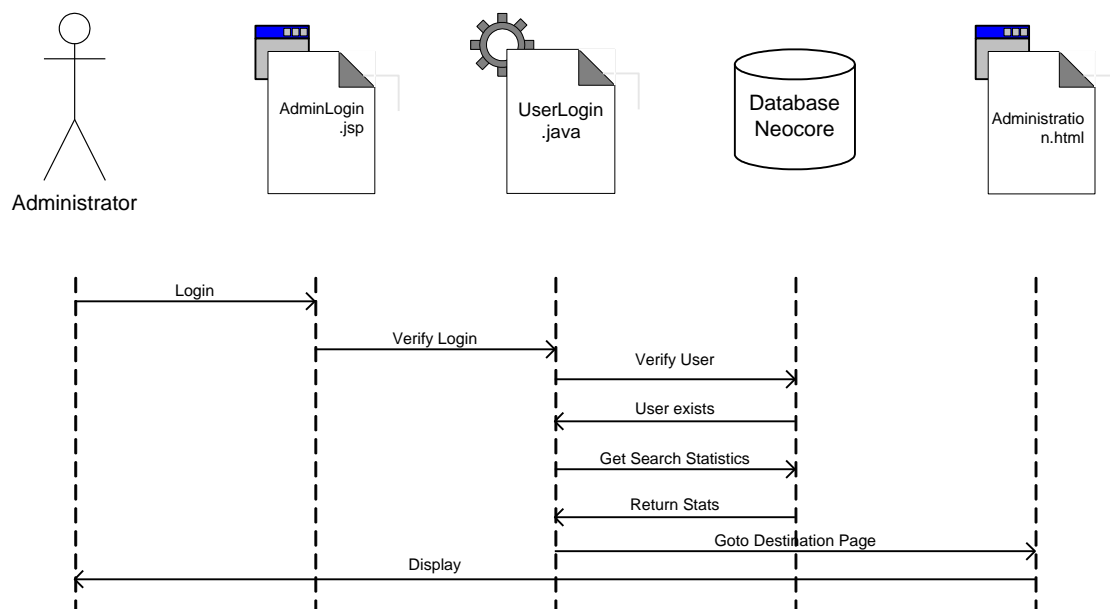 AdminLogin
.jsp
UserLogin
.java
Database
Neocore
Administratio
n.html
Administrator
Login
Verify Login
Verify User
User exists
Get Search Statistics
Return Stats
Goto Destination Page
Display